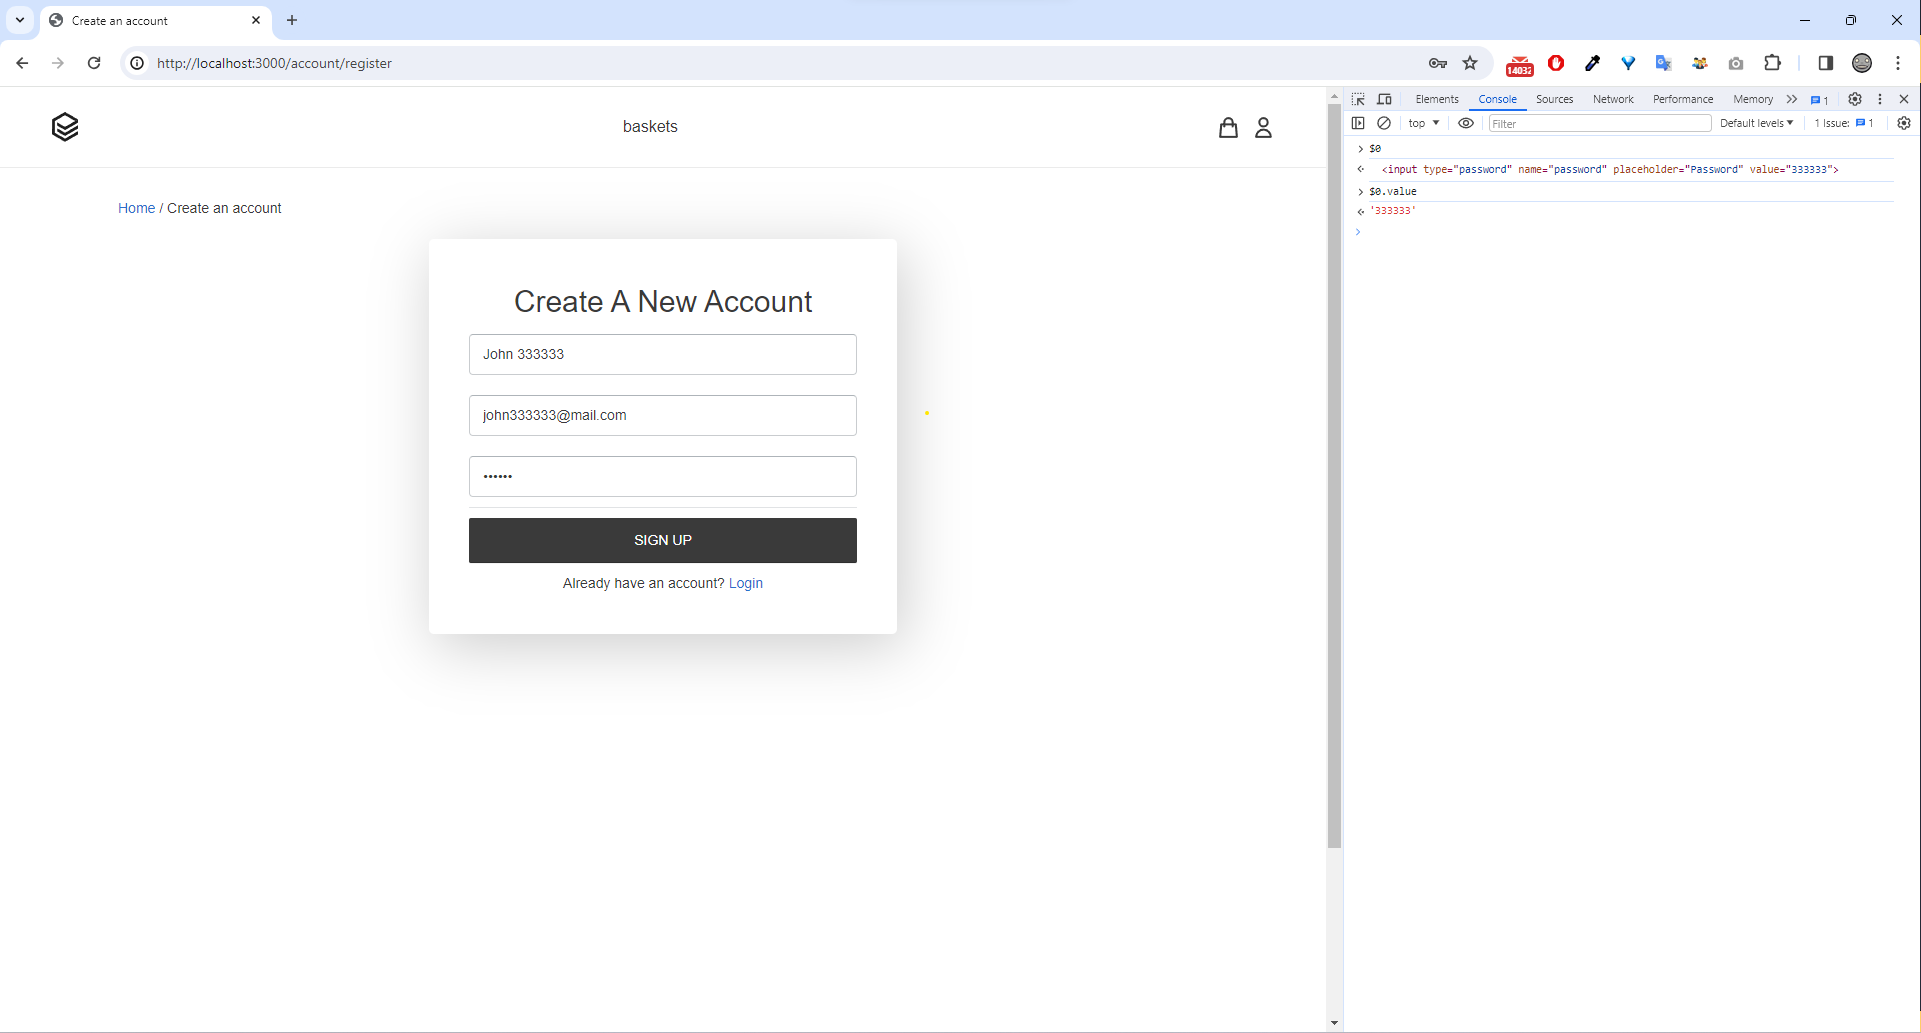 Create an account
http://localhost:3000/account/register
14032
baskets
Home / Create an account
Create A New Account
John 333333
john333333@mail.com
••••••
SIGN UP
Already have an account? Login
Elements Console Sources Network Performance Memory 1
top Filter Default levels 1 Issue: 1
$0
<input type="password" name="password" placeholder="Password" value="333333">
$0.value
'333333'